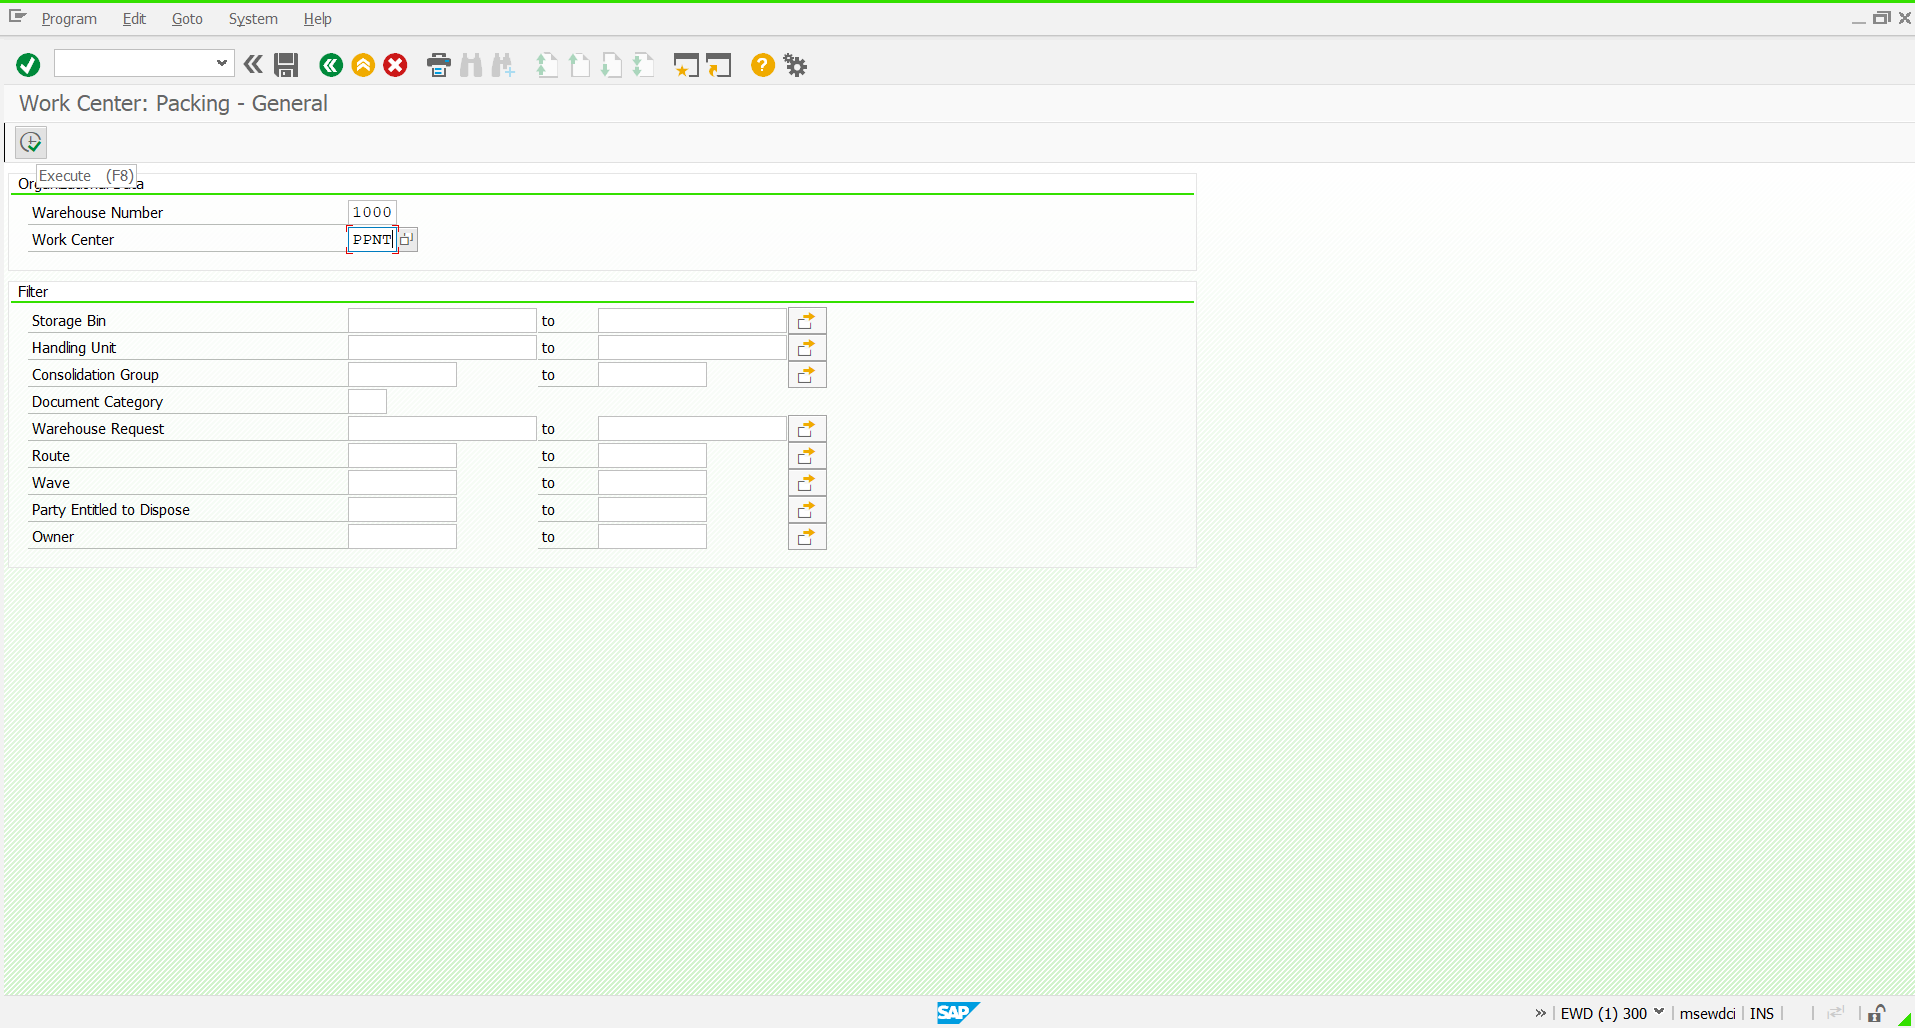 Program Edit Goto System Help
Work Center: Packing - General
Execute (F8)
Organizational Data
Warehouse Number 1000
Work Center PPNT
Filter
Storage Bin to
Handling Unit to
Consolidation Group to
Document Category
Warehouse Request to
Route to
Wave to
Party Entitled to Dispose to
Owner to
SAP » EWD (1) 300 msewdci INS